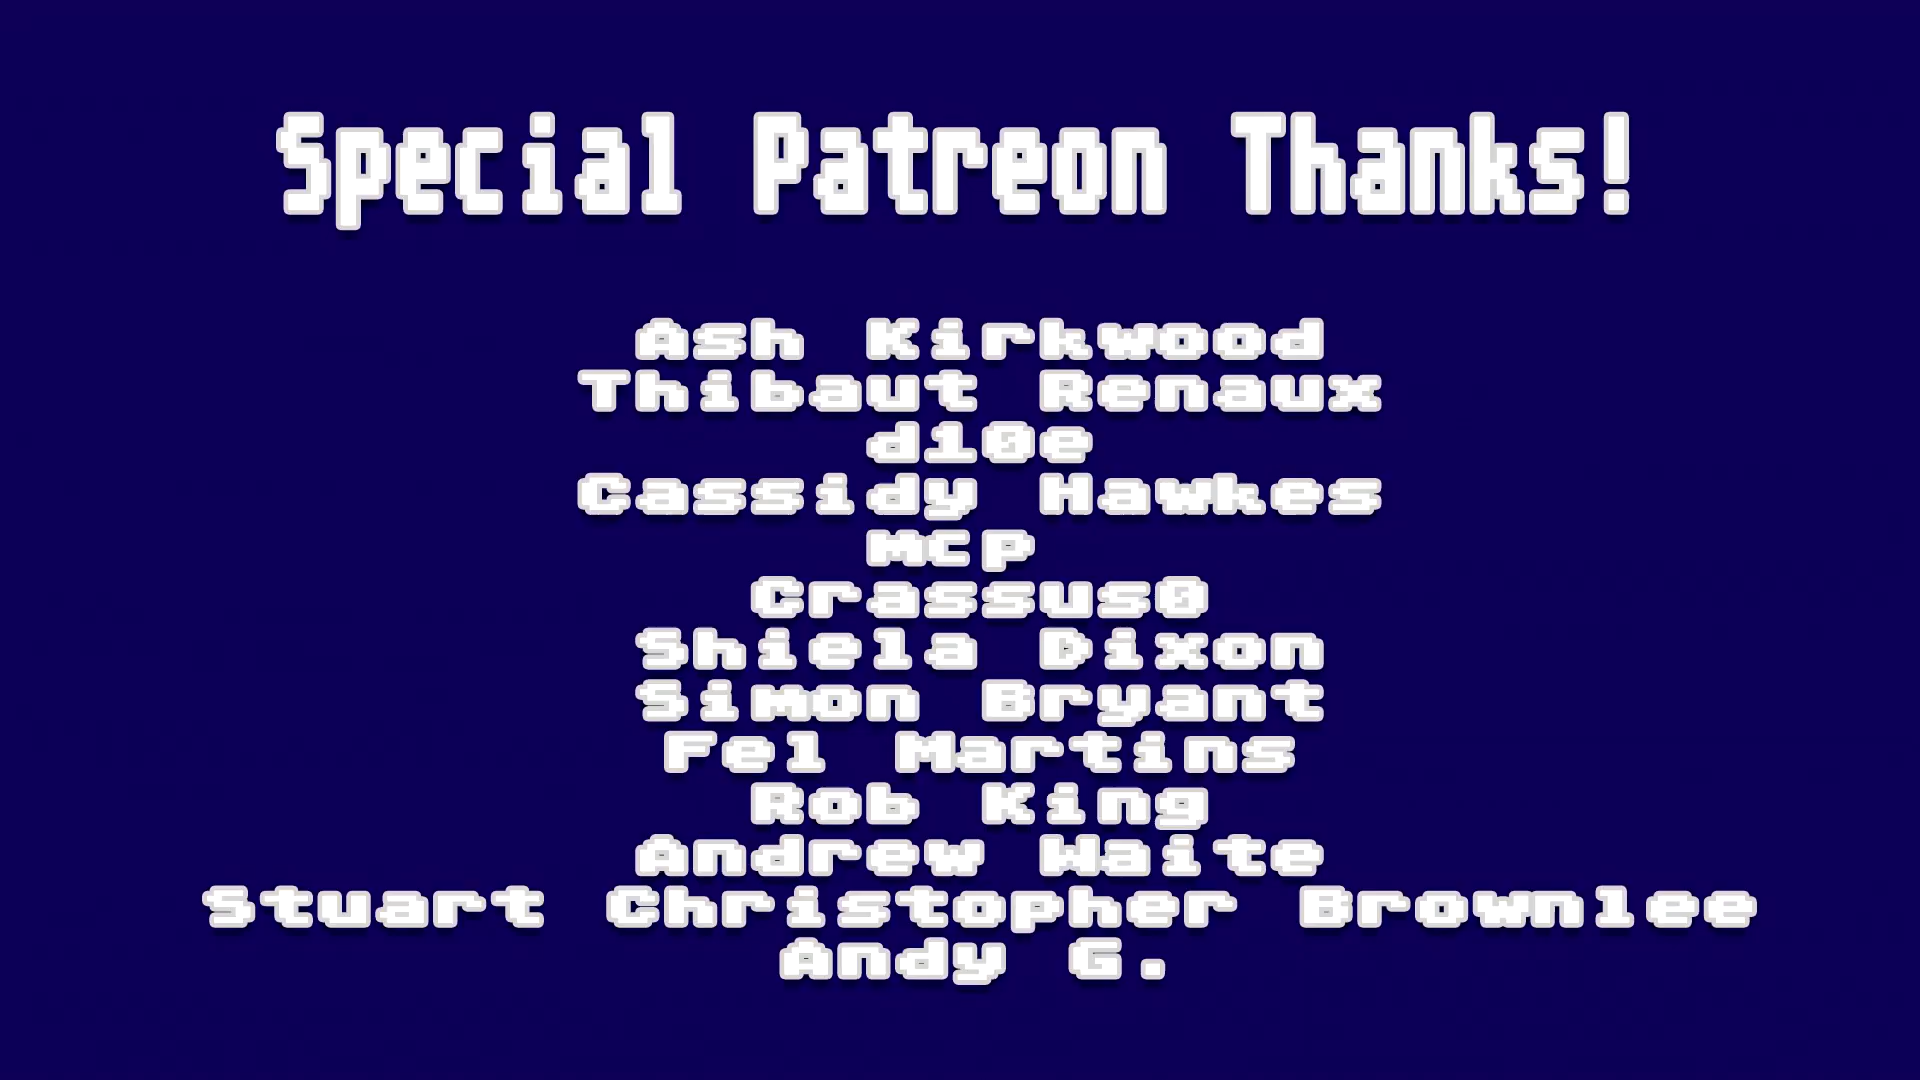 Special Patreon Thanks!
Ash Kirkwood
Thibaut Renaux
d10e
Cassidy Hawkes
Mcp
Crassus0
Shiela Dixon
Simon Bryant
Fel Martins
Rob King
Andrew Waite
Stuart Christopher Brownlee
Andy G.